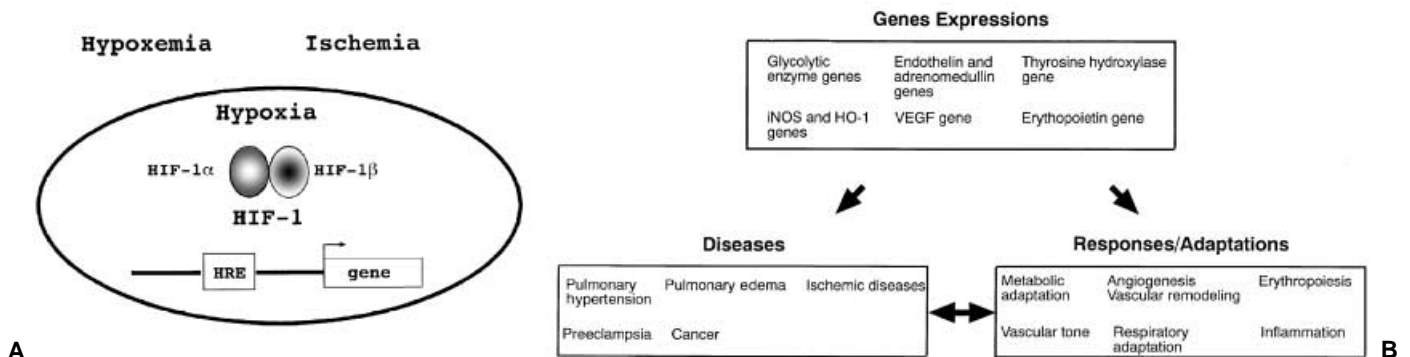 Hypoxemia Ischemia
Hypoxia
HIF-1α HIF-1β
HIF-1
HRE gene
A
Genes Expressions
Glycolytic
enzyme genes
Endothelin and
adrenomedullin
genes
Thyrosine hydroxylase
gene
iNOS and HO-1
genes
VEGF gene
Erythopoietin gene
Diseases
Pulmonary
hypertension
Pulmonary edema
Ischemic diseases
Preeclampsia
Cancer
Responses/Adaptations
Metabolic
adaptation
Angiogenesis
Vascular remodeling
Erythropoiesis
Vascular tone
Respiratory
adaptation
Inflammation
B